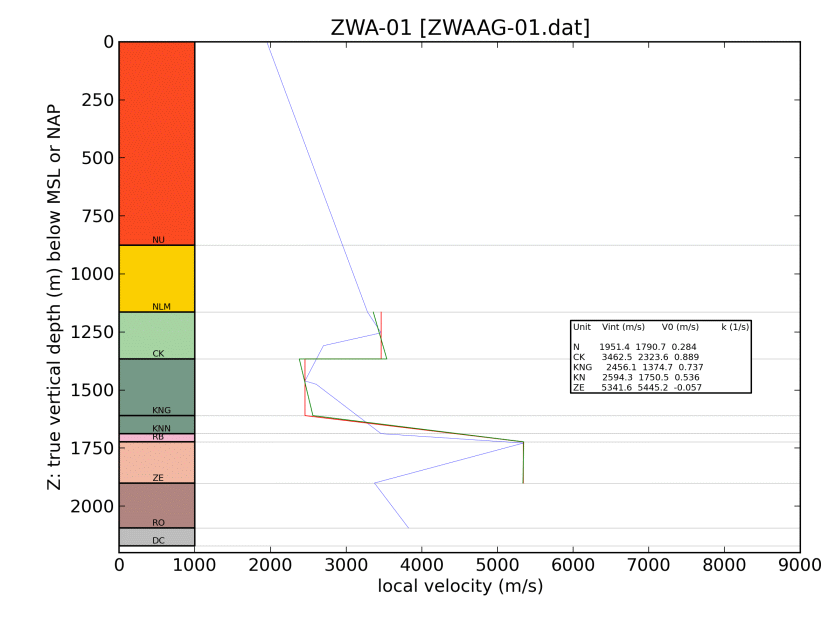 ZWA-01 [ZWAAG-01.dat]
Z: true vertical depth (m) below MSL or NAP
0
250
500
750
1000
1250
1500
1750
2000
NU
NLM
CK
KNG
KNN
RB
ZE
RO
DC
Unit Vint (m/s) V0 (m/s) k (1/s)
N 1951.4 1790.7 0.284
CK 3462.5 2323.6 0.889
KNG 2456.1 1374.7 0.737
KN 2594.3 1750.5 0.536
ZE 5341.6 5445.2 -0.057
0 1000 2000 3000 4000 5000 6000 7000 8000 9000
local velocity (m/s)